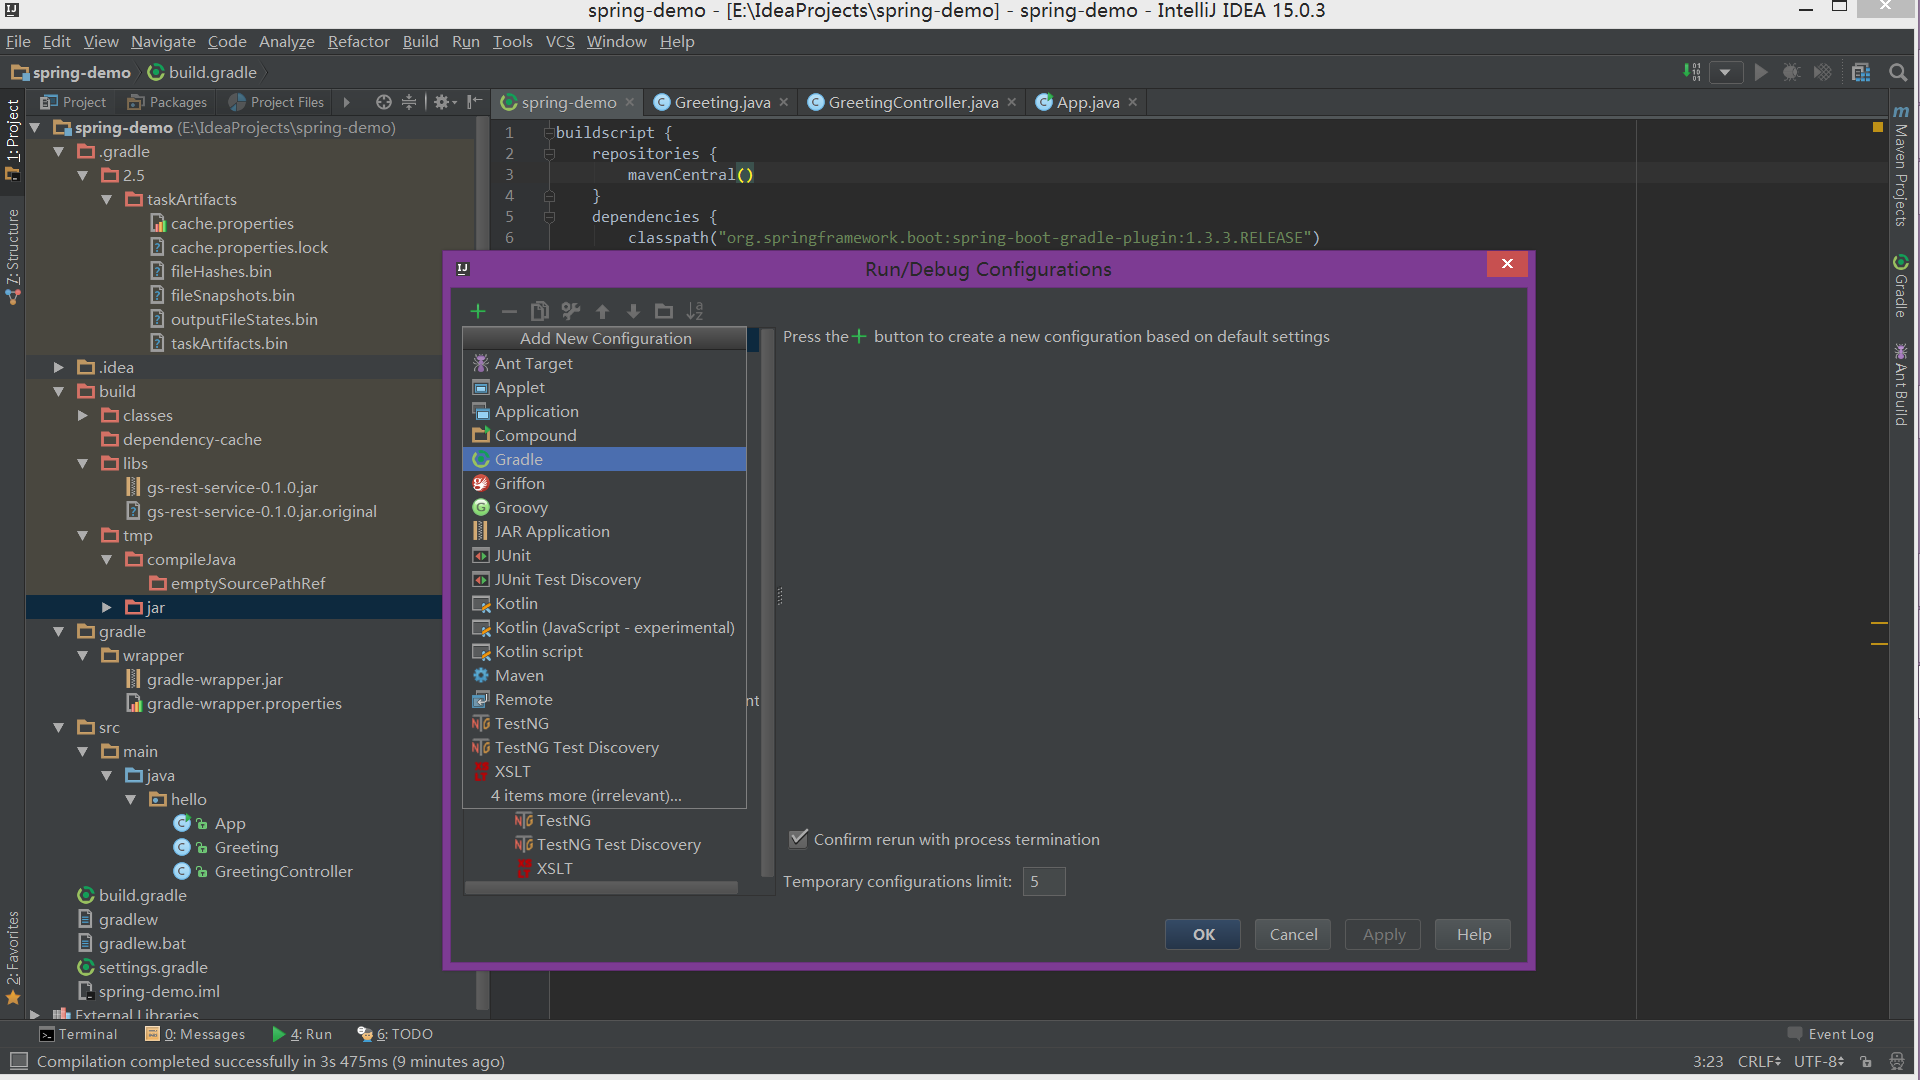 spring-demo - [E:\IdeaProjects\spring-demo] - spring-demo - IntelliJ IDEA 15.0.3
File Edit View Navigate Code Analyze Refactor Build Run Tools VCS Window Help
spring-demo build.gradle
Project Packages Project Files
spring-demo Greeting.java GreetingController.java App.java
1: Project
Z: Structure
2: Favorites
spring-demo (E:\IdeaProjects\spring-demo)
.gradle
2.5
taskArtifacts
cache.properties
cache.properties.lock
fileHashes.bin
fileSnapshots.bin
outputFileStates.bin
taskArtifacts.bin
.idea
build
classes
dependency-cache
libs
gs-rest-service-0.1.0.jar
gs-rest-service-0.1.0.jar.original
tmp
compileJava
emptySourcePathRef
jar
gradle
wrapper
gradle-wrapper.jar
gradle-wrapper.properties
src
main
java
hello
App
Greeting
GreetingController
build.gradle
gradlew
gradlew.bat
settings.gradle
spring-demo.iml
External Libraries
1 buildscript {
2 repositories {
3 mavenCentral()
4 }
5 dependencies {
6 classpath("org.springframework.boot:spring-boot-gradle-plugin:1.3.3.RELEASE")
Maven Projects
Gradle
Ant Build
Run/Debug Configurations
Add New Configuration
Ant Target
Applet
Application
Compound
Gradle
Griffon
Groovy
JAR Application
JUnit
JUnit Test Discovery
Kotlin
Kotlin (JavaScript - experimental)
Kotlin script
Maven
Remote
nt
TestNG
TestNG Test Discovery
XSLT
4 items more (irrelevant)...
TestNG
TestNG Test Discovery
XSLT
Press the + button to create a new configuration based on default settings
Confirm rerun with process termination
Temporary configurations limit: 5
OK Cancel Apply Help
Terminal 0: Messages 4: Run 6: TODO Event Log
Compilation completed successfully in 3s 475ms (9 minutes ago) 3:23 CRLF UTF-8